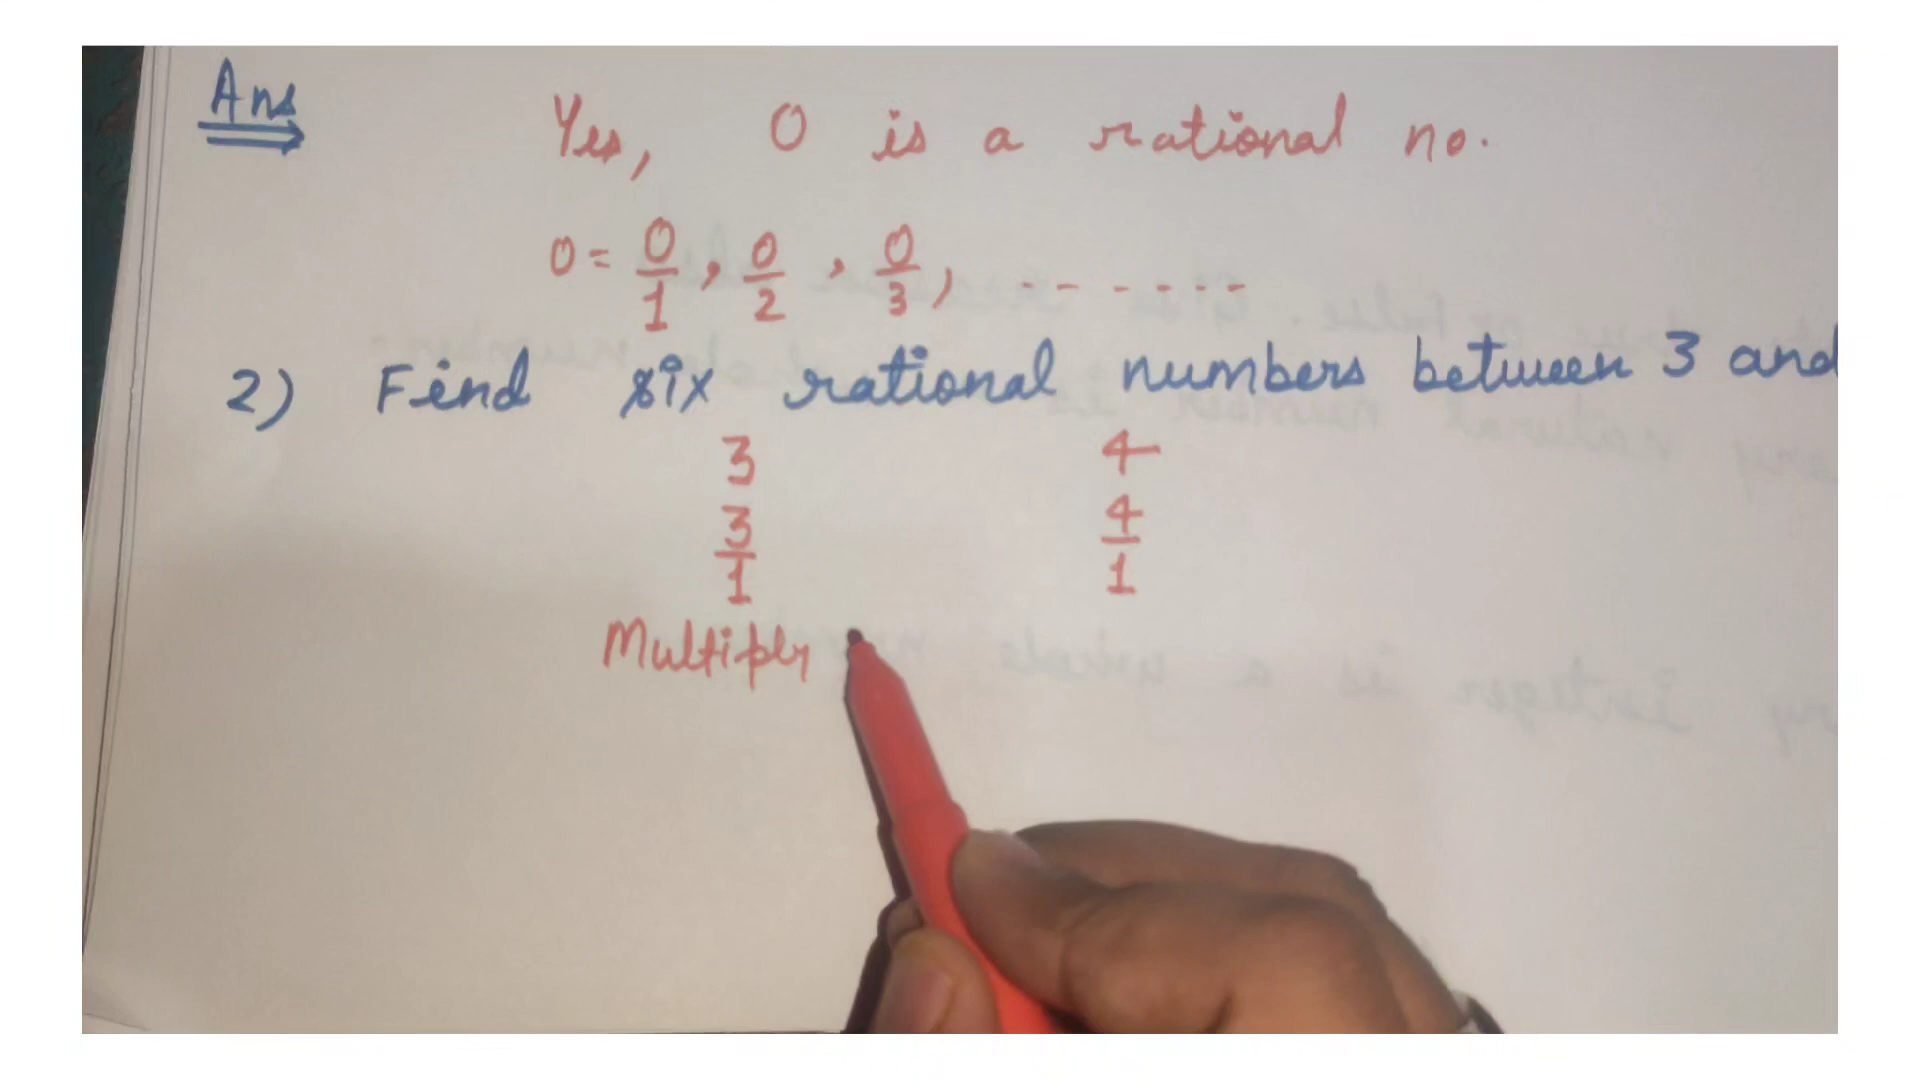 Ans
Yes, 0 is a rational no.
0 = 0/1, 0/2, 0/3, .......
2) Find six rational numbers between 3 and
3 4
3/1 4/1
Multiply